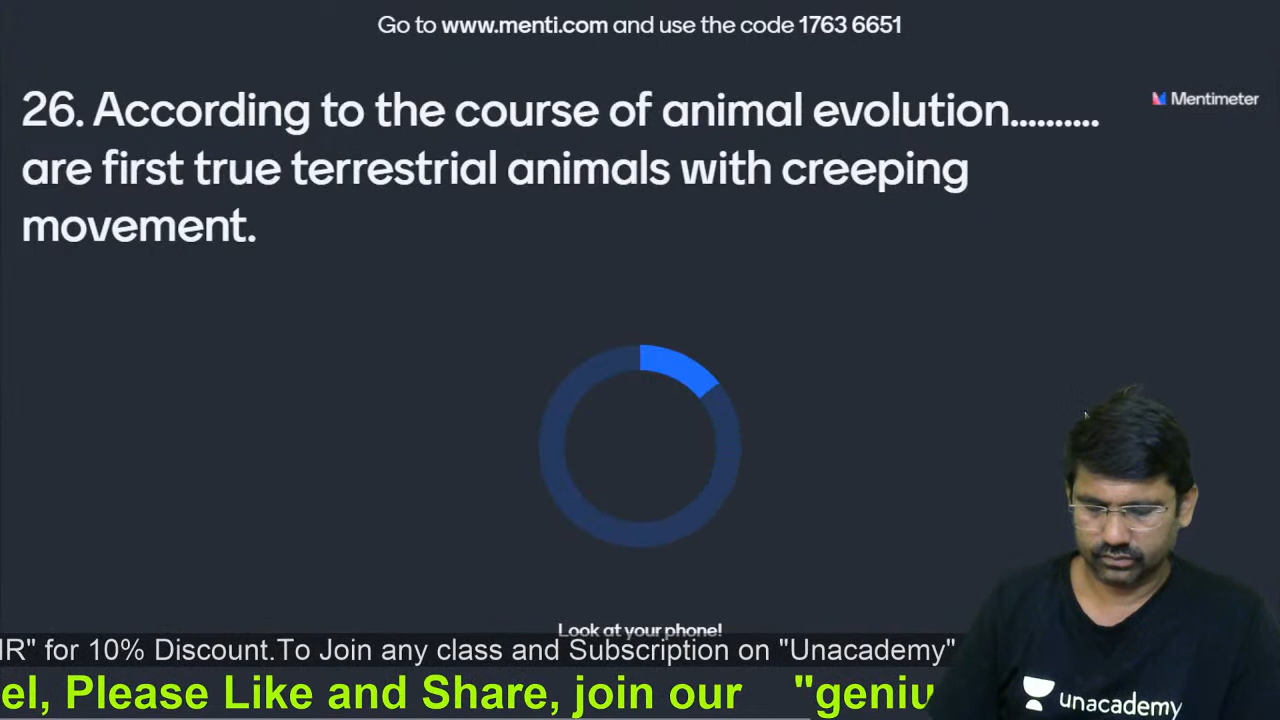 Go to www.menti.com and use the code 1763 6651
Mentimeter
26. According to the course of animal evolution..........
are first true terrestrial animals with creeping
movement.
Look at your phone!
IR" for 10% Discount.To Join any class and Subscription on "Unacademy"
el, Please Like and Share, join our "geniu
unacademy